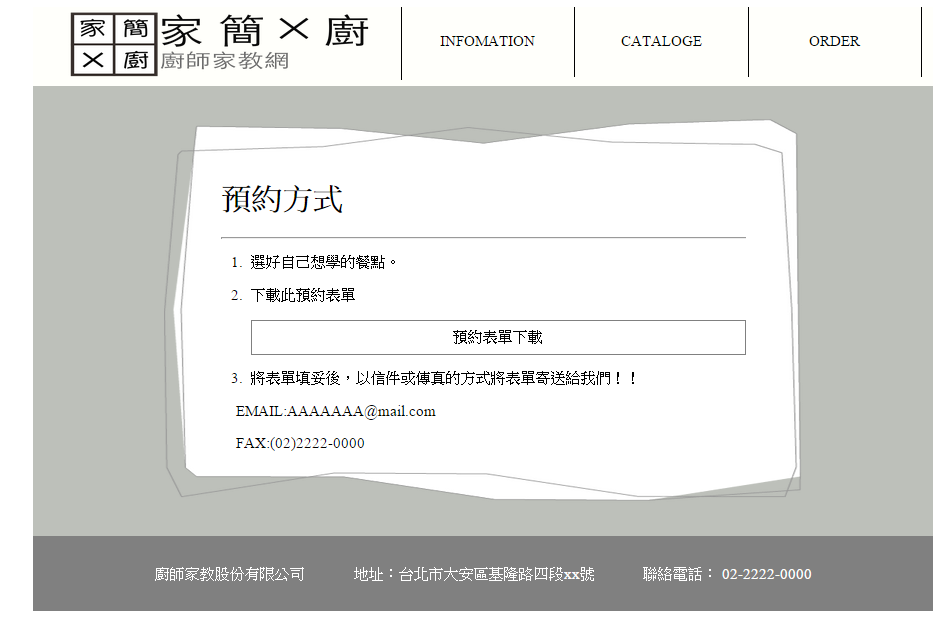 家簡
×廚
家簡×廚
廚師家教網
INFOMATION
CATALOGE
ORDER
預約方式
1. 選好自己想學的餐點。
2. 下載此預約表單
預約表單下載
3. 將表單填妥後，以信件或傳真的方式將表單寄送給我們！！
EMAIL:AAAAAAA@mail.com
FAX:(02)2222-0000
廚師家教股份有限公司
地址：台北市大安區基隆路四段xx號
聯絡電話： 02-2222-0000